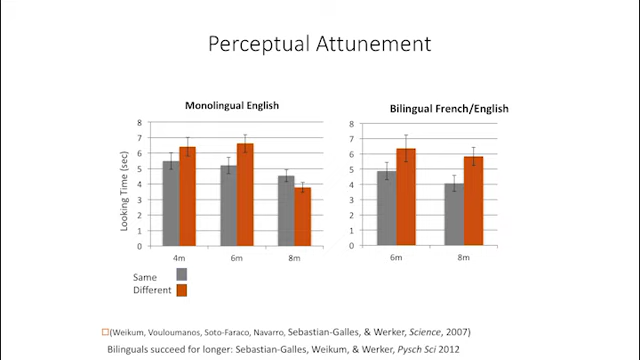 Perceptual Attunement
Monolingual English
8
7
6
5
4
3
2
1
0
Looking Time (sec)
4m 6m 8m
Bilingual French/English
8
7
6
5
4
3
2
1
0
6m 8m
Same
Different
(Weikum, Vouloumanos, Soto-Faraco, Navarro, Sebastian-Galles, & Werker, Science, 2007)
Bilinguals succeed for longer: Sebastian-Galles, Weikum, & Werker, Pysch Sci 2012